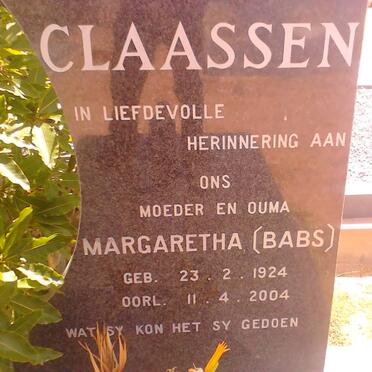 CLAASSEN
IN LIEFDEVOLLE
HERINNERING AAN
ONS
MOEDER EN OUMA
MARGARETHA (BABS)
GEB. 23 . 2 . 1924
OORL. 11 . 4 . 2004
WAT SY KON HET SY GEDOEN